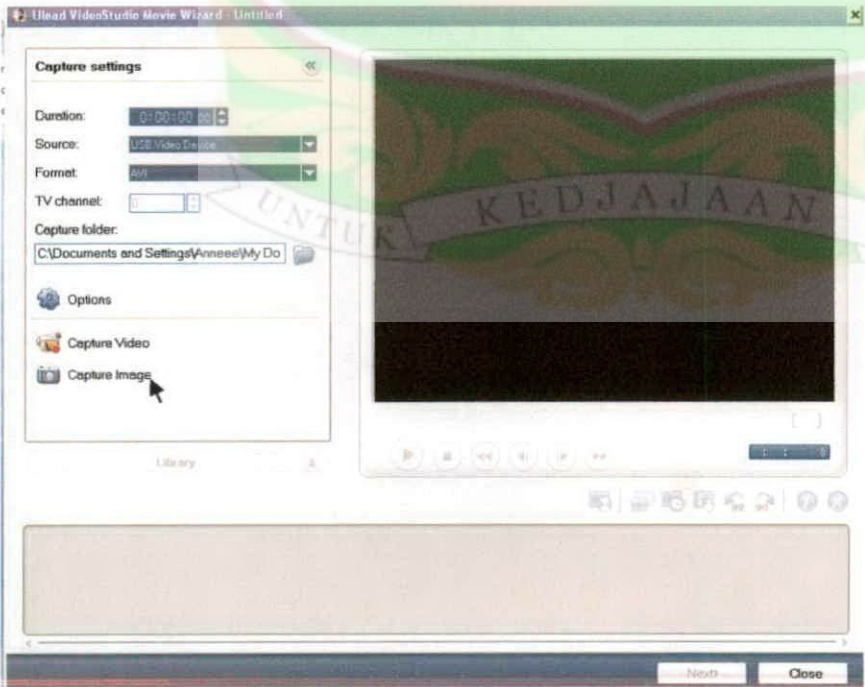 Ulead VideoStudio Movie Wizard - Untitled
Capture settings
Duration: 0:00:00
Source: USB Video Device
Format: AVI
TV channel: 0
Capture folder:
C:\Documents and Settings\Anneee\My Do
Options
Capture Video
Capture Image
Library
UNTUK KEDJAJAAN
Next
Close